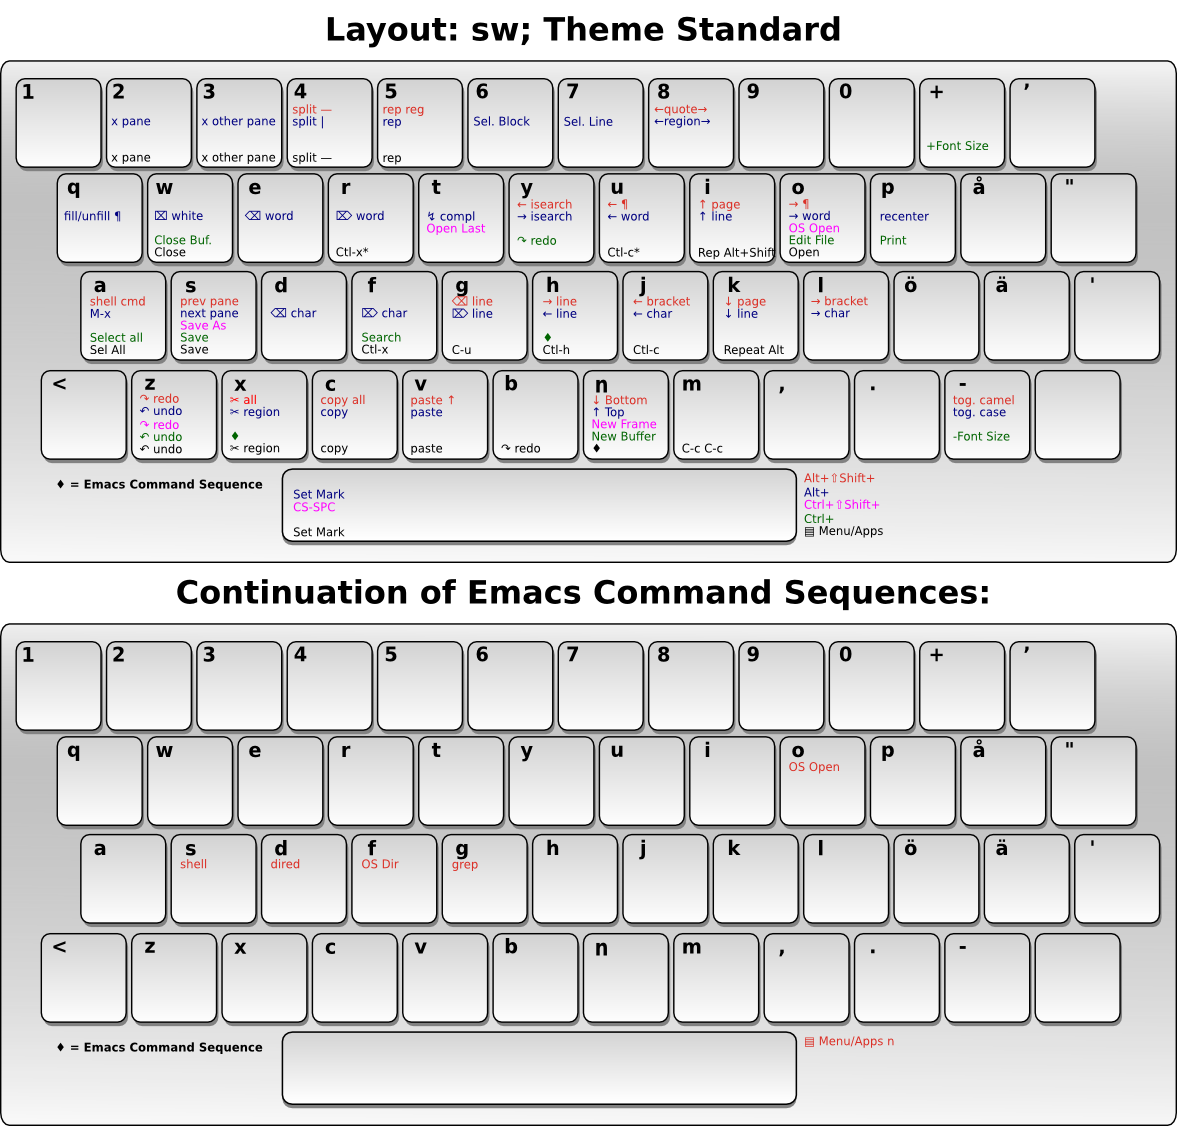 Layout: sw; Theme Standard
1 2 3 4 5 6 7 8 9 0 + ’
split — rep reg ←quote→
x pane x other pane split | rep Sel. Block Sel. Line ←region→
+Font Size
x pane x other pane split — rep
q w e r t y u i o p å "
← isearch ← ¶ ↑ page → ¶
fill/unfill ¶ ⌧ white ⌫ word ⌦ word ↯ compl → isearch ← word ↑ line → word recenter
Open Last OS Open
Close Buf. ↷ redo Edit File Print
Close Ctl-x* Ctl-c* Rep Alt+Shift Open
a s d f g h j k l ö ä '
shell cmd prev pane ⌫ line → line ← bracket ↓ page → bracket
M-x next pane ⌫ char ⌦ char ⌦ line ← line ← char ↓ line → char
Save As
Select all Save Search ♦
Sel All Save Ctl-x C-u Ctl-h Ctl-c Repeat Alt
< z x c v b n m , . -
↷ redo ✂ all copy all paste ↑ ↓ Bottom tog. camel
↶ undo ✂ region copy paste ↑ Top tog. case
↷ redo New Frame
↶ undo ♦ New Buffer -Font Size
↶ undo ✂ region copy paste ↷ redo ♦ C-c C-c
♦ = Emacs Command Sequence
Set Mark
CS-SPC
Set Mark
Alt+⇧Shift+
Alt+
Ctrl+⇧Shift+
Ctrl+
▤ Menu/Apps
Continuation of Emacs Command Sequences:
1 2 3 4 5 6 7 8 9 0 + ’
q w e r t y u i o p å "
OS Open
a s d f g h j k l ö ä '
shell dired OS Dir grep
< z x c v b n m , . -
♦ = Emacs Command Sequence
▤ Menu/Apps n